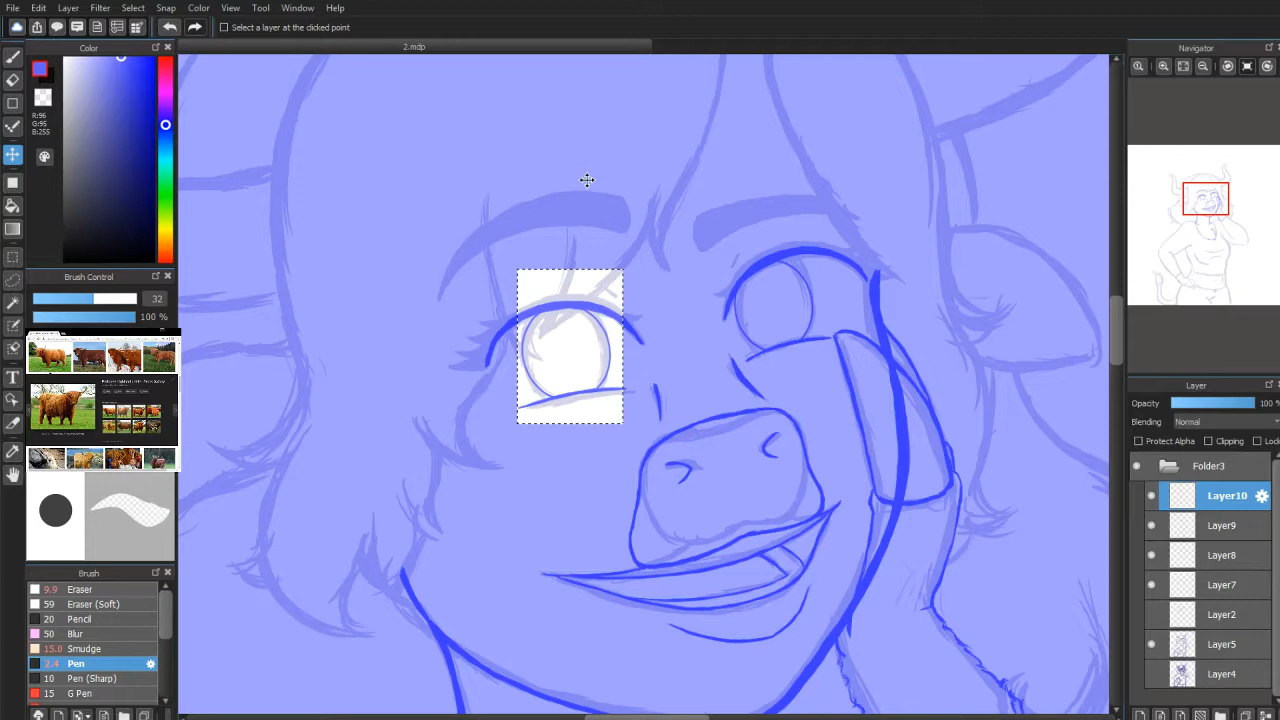 File Edit Layer Filter Select Snap Color View Tool Window Help
Select a layer at the clicked point
2.mdp
Color
R:96
G:95
B:255
Brush Control
32
100 %
Brush
9.9 Eraser
59 Eraser (Soft)
20 Pencil
50 Blur
15.0 Smudge
2.4 Pen
10 Pen (Sharp)
15 G Pen
Navigator
Layer
Opacity 100 %
Blending Normal
Protect Alpha Clipping Lock
Folder3
Layer10
Layer9
Layer8
Layer7
Layer2
Layer5
Layer4